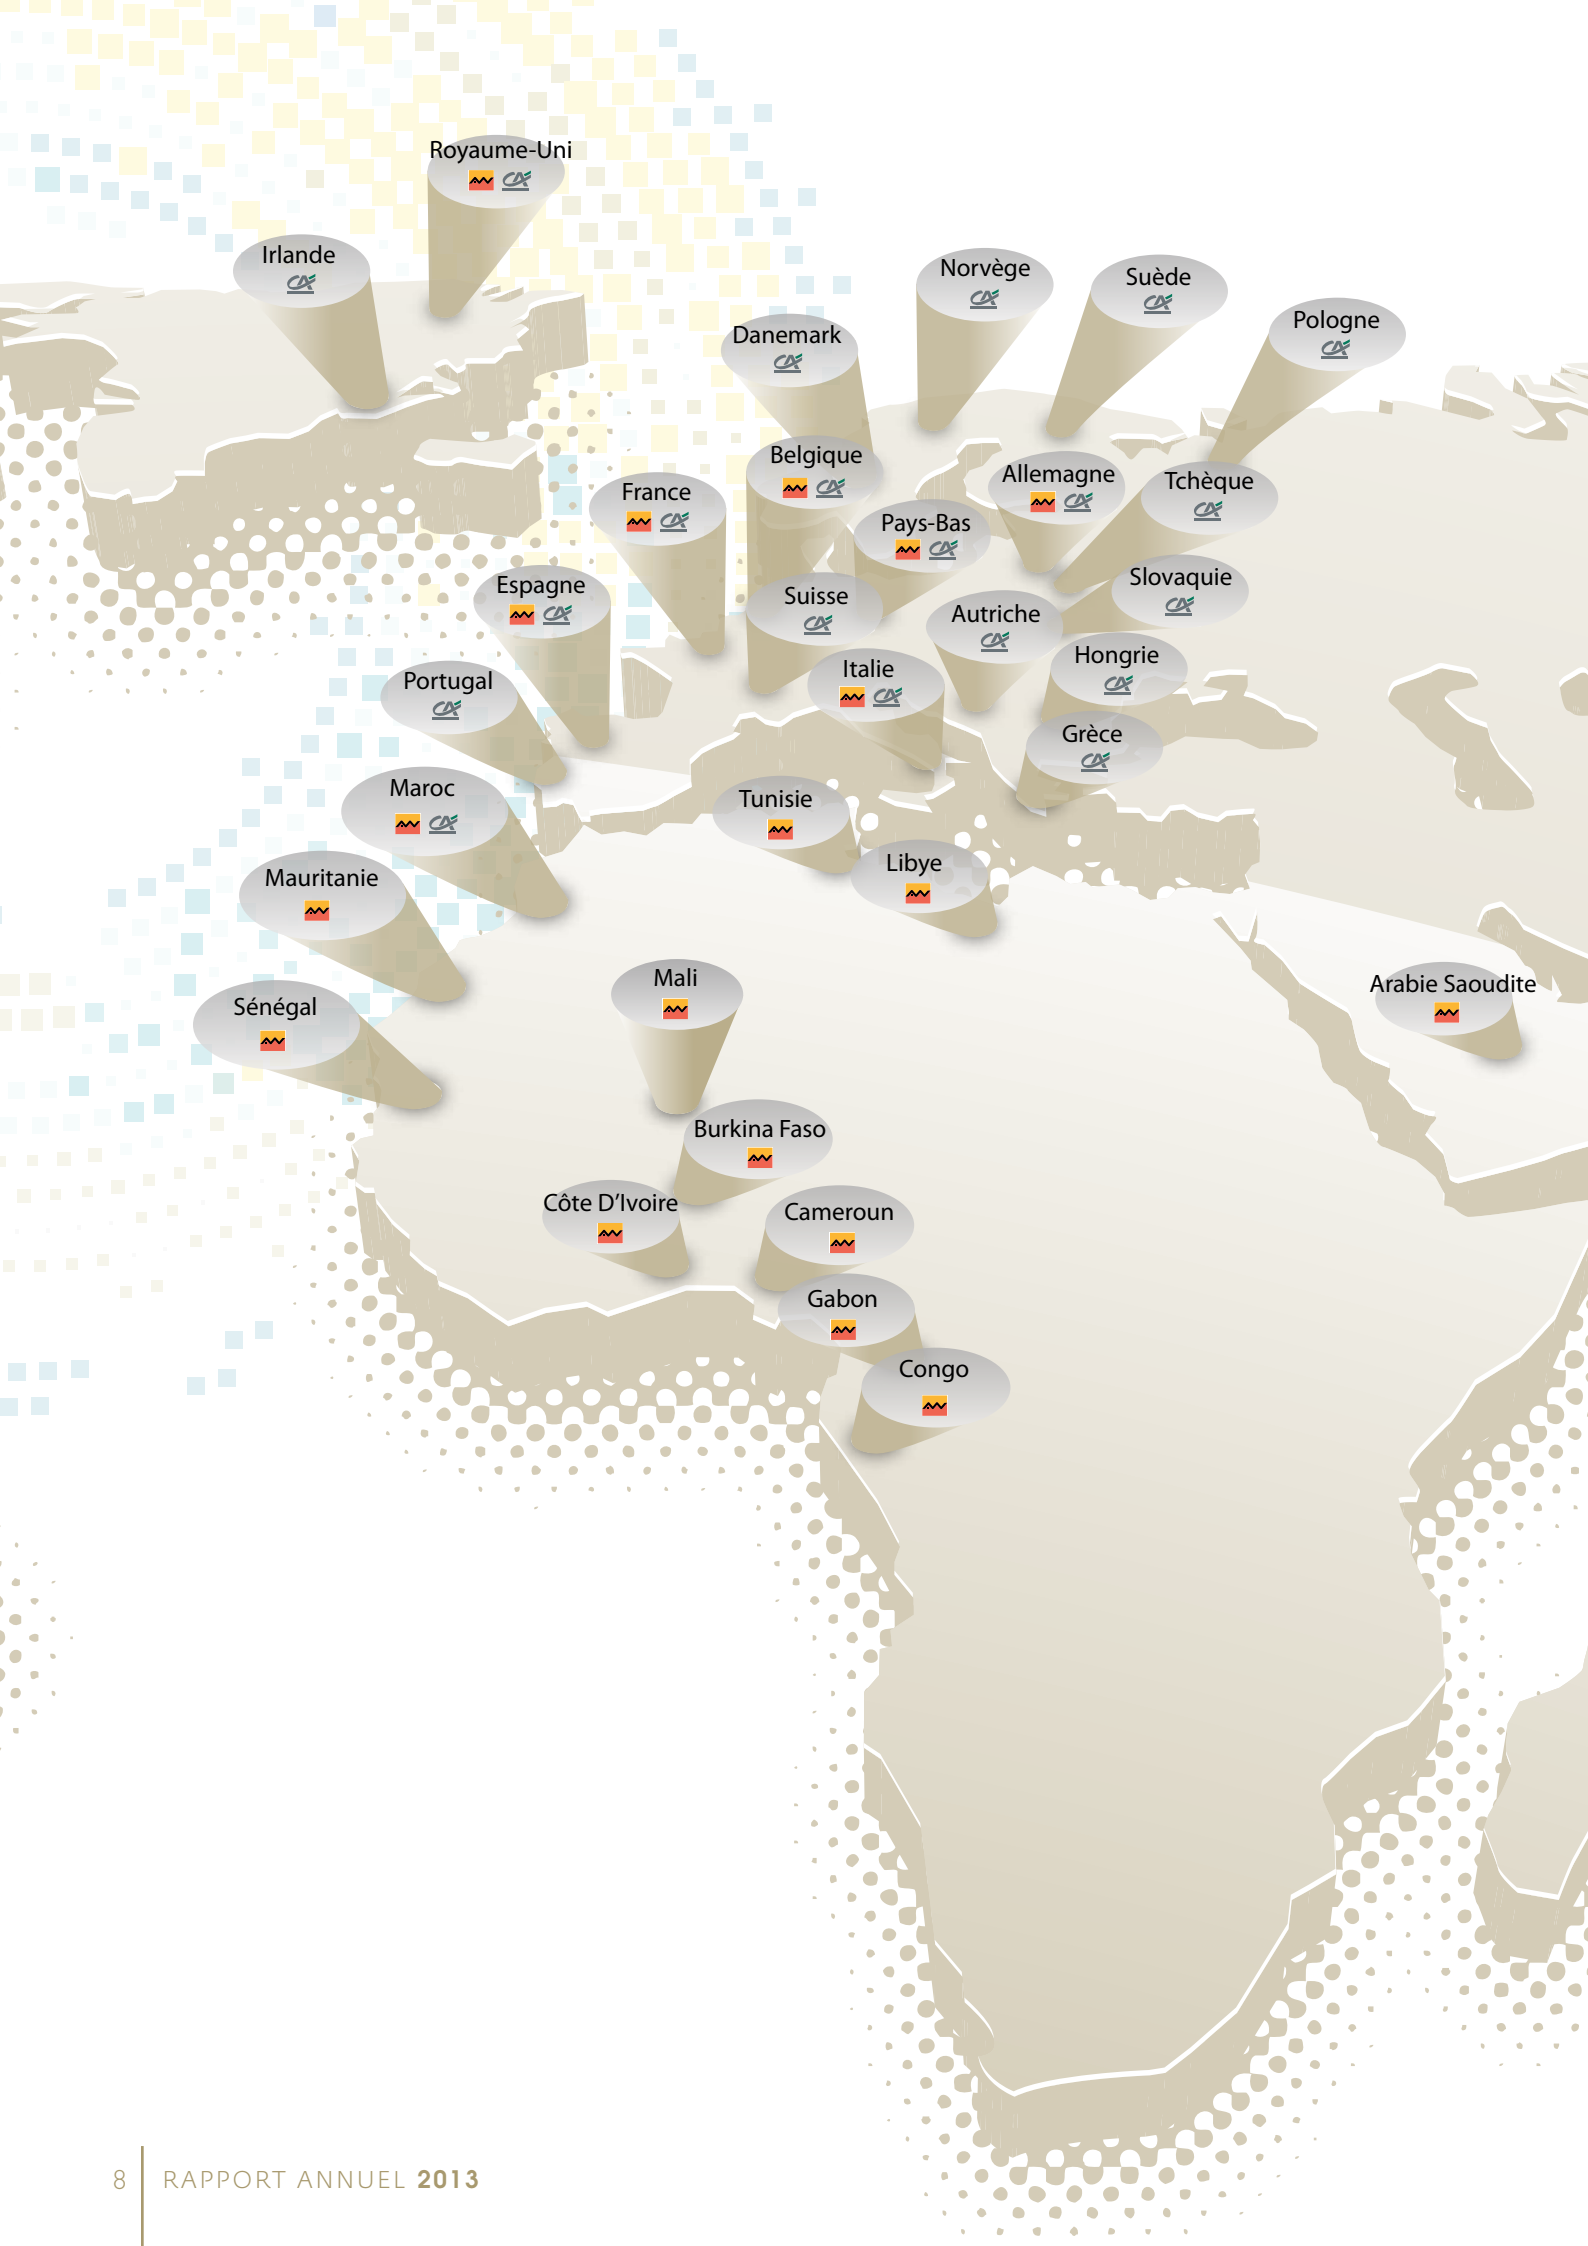 Royaume-Uni
Irlande
Norvège
Suède
Pologne
Danemark
Belgique
Allemagne
Tchèque
France
Pays-Bas
Espagne
Suisse
Slovaquie
Autriche
Hongrie
Italie
Portugal
Grèce
Maroc
Tunisie
Libye
Mauritanie
Mali
Arabie Saoudite
Sénégal
Burkina Faso
Côte D’Ivoire
Cameroun
Gabon
Congo
8 RAPPORT ANNUEL 2013